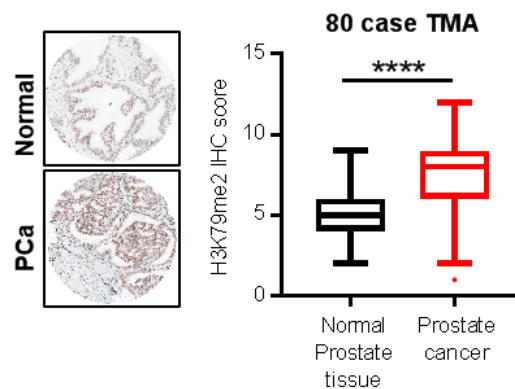 Normal
PCa
80 case TMA
H3K79me2 IHC score
15
10
5
0
****
Normal
Prostate
tissue
Prostate
cancer